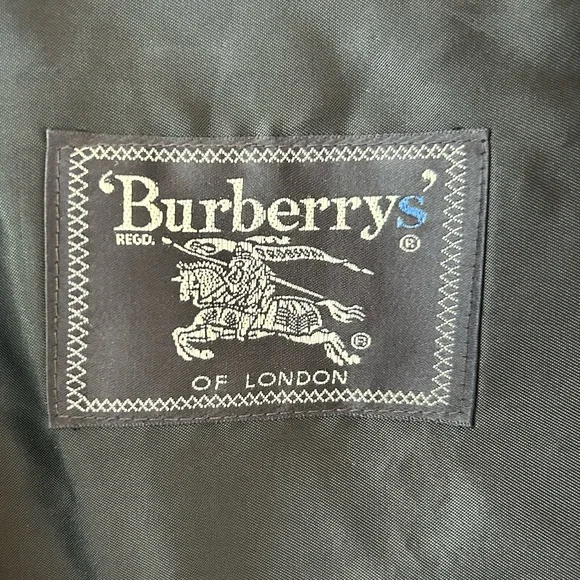 ‘Burberrys’
REGD. ®
®
OF LONDON